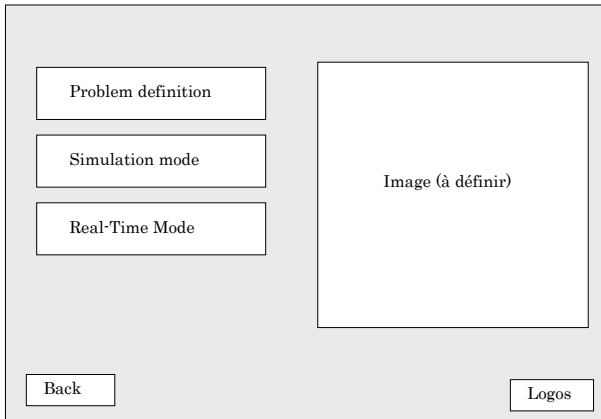 Problem definition
Simulation mode
Real-Time Mode
Image (à définir)
Back
Logos